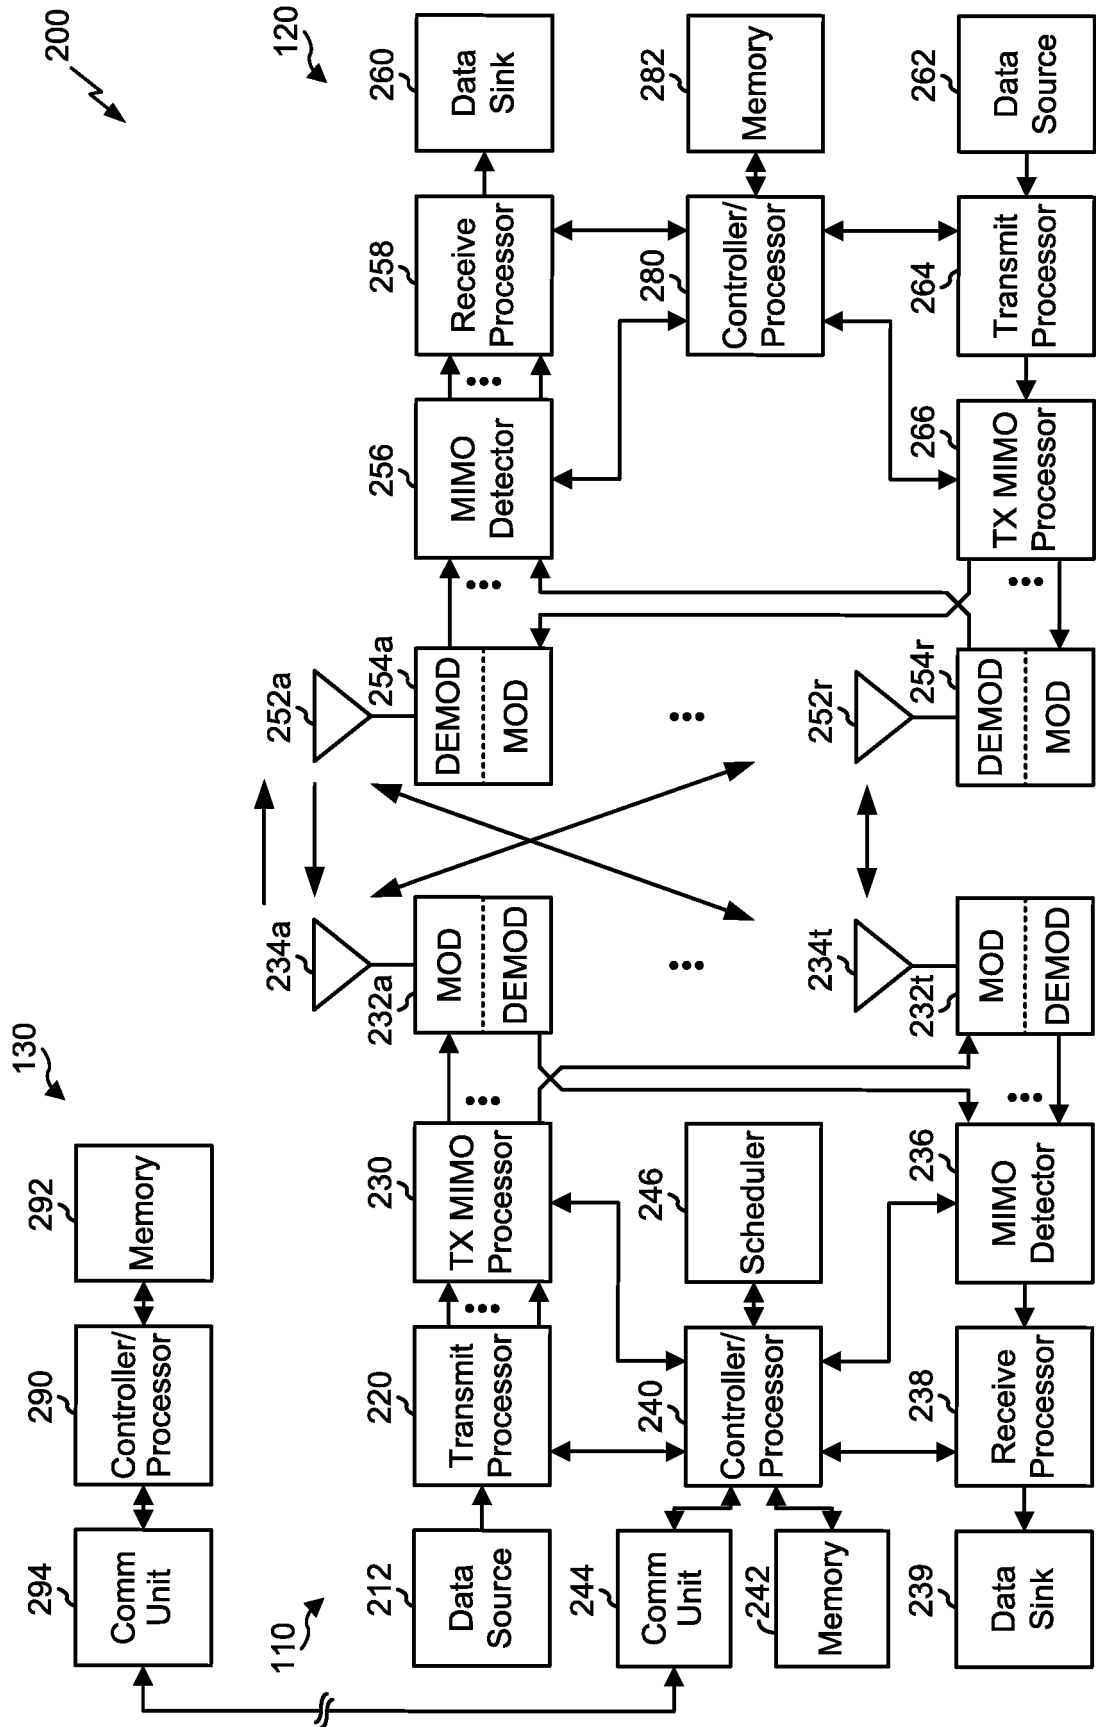 200
130
294
Comm
Unit
290
Controller/
Processor
292
Memory
110
120
212
Data
Source
220
Transmit
Processor
•••
230
TX MIMO
Processor
•••
232a
MOD
DEMOD
234a
252a
254a
DEMOD
MOD
•••
256
MIMO
Detector
•••
258
Receive
Processor
260
Data
Sink
244
Comm
Unit
242
Memory
240
Controller/
Processor
246
Scheduler
•••
•••
280
Controller/
Processor
282
Memory
239
Data
Sink
238
Receive
Processor
236
MIMO
Detector
•••
232t
MOD
DEMOD
234t
252r
254r
DEMOD
MOD
•••
266
TX MIMO
Processor
264
Transmit
Processor
262
Data
Source